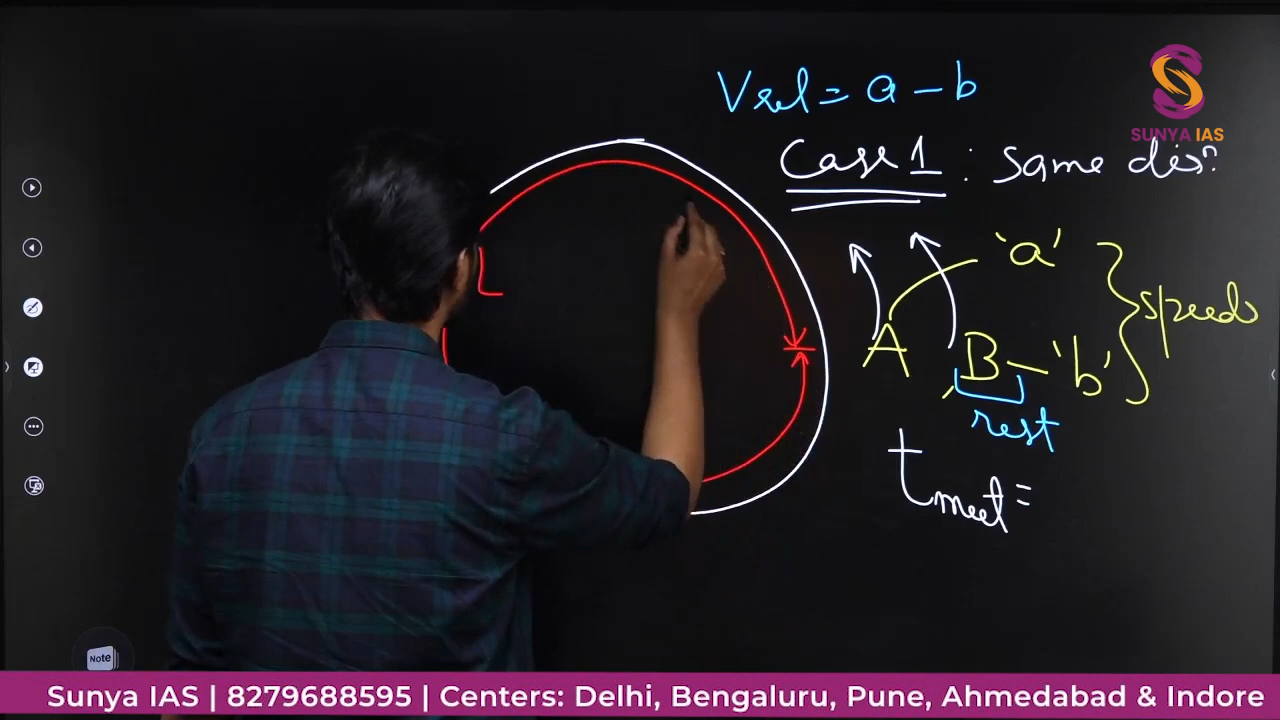 Vrel = a - b
SUNYA IAS
Case 1 : Same dirn
'a'
speeds
A B - 'b'
rest
tmeet =
L
Note
Sunya IAS | 8279688595 | Centers: Delhi, Bengaluru, Pune, Ahmedabad & Indore